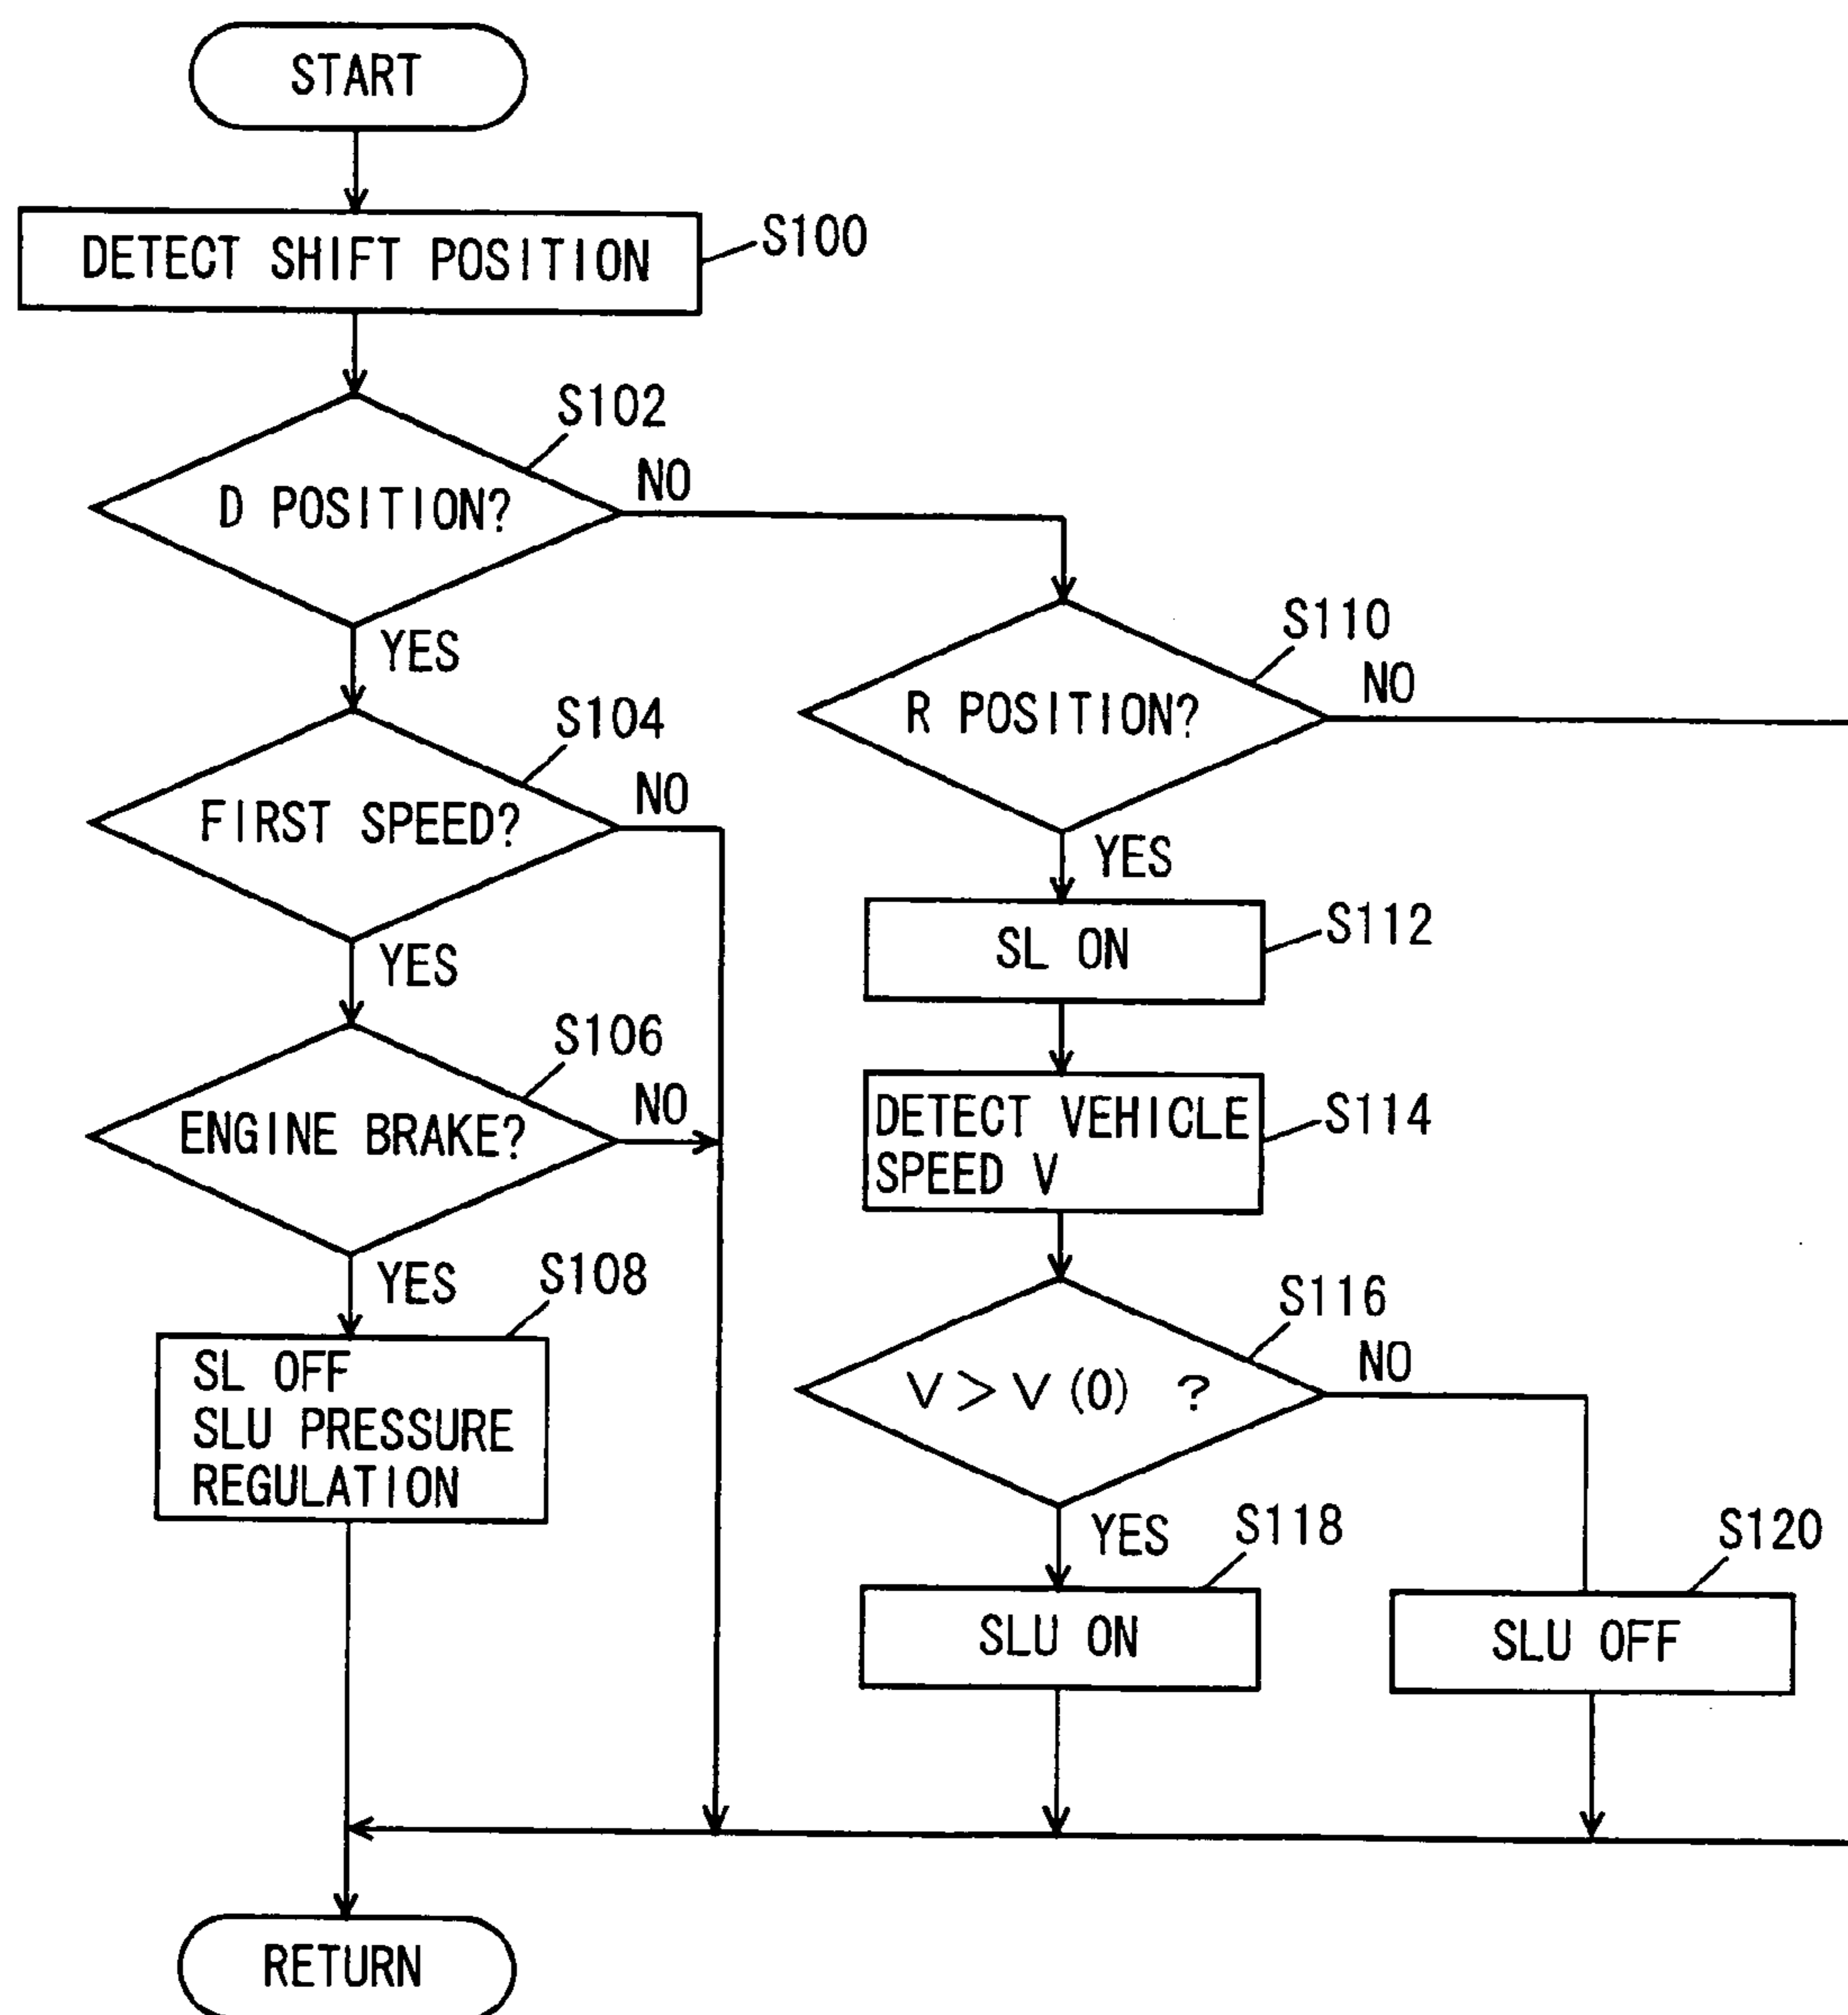 START
DETECT SHIFT POSITION
S100
S102
D POSITION?
NO
YES
S104
FIRST SPEED?
NO
YES
S106
ENGINE BRAKE?
NO
YES
S108
SL OFF
SLU PRESSURE
REGULATION
S110
R POSITION?
NO
YES
SL ON
S112
DETECT VEHICLE
SPEED V
S114
S116
V > V (0) ?
NO
YES
S118
SLU ON
S120
SLU OFF
RETURN